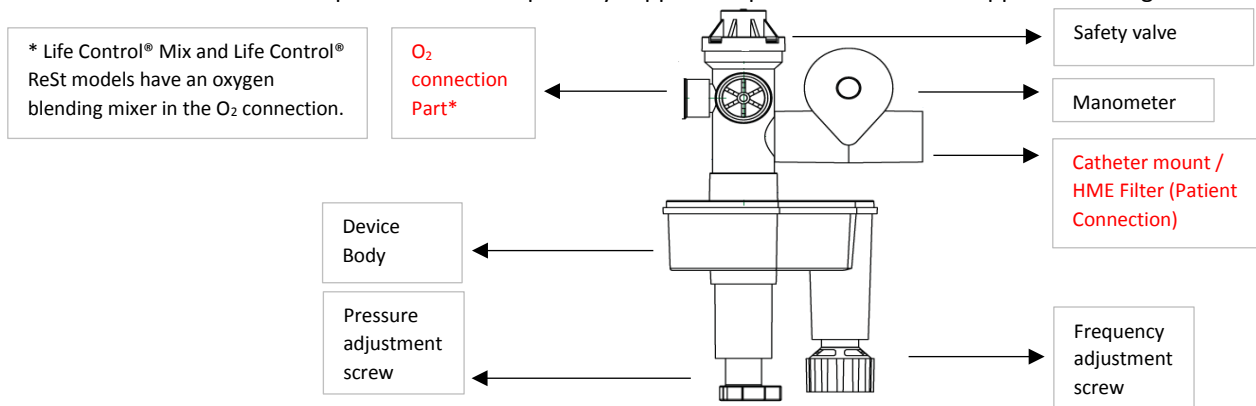 * Life Control® Mix and Life Control®
ReSt models have an oxygen
blending mixer in the O₂ connection.
O₂
connection
Part*
Safety valve
Manometer
Catheter mount /
HME Filter (Patient
Connection)
Device
Body
Pressure
adjustment
screw
Frequency
adjustment
screw